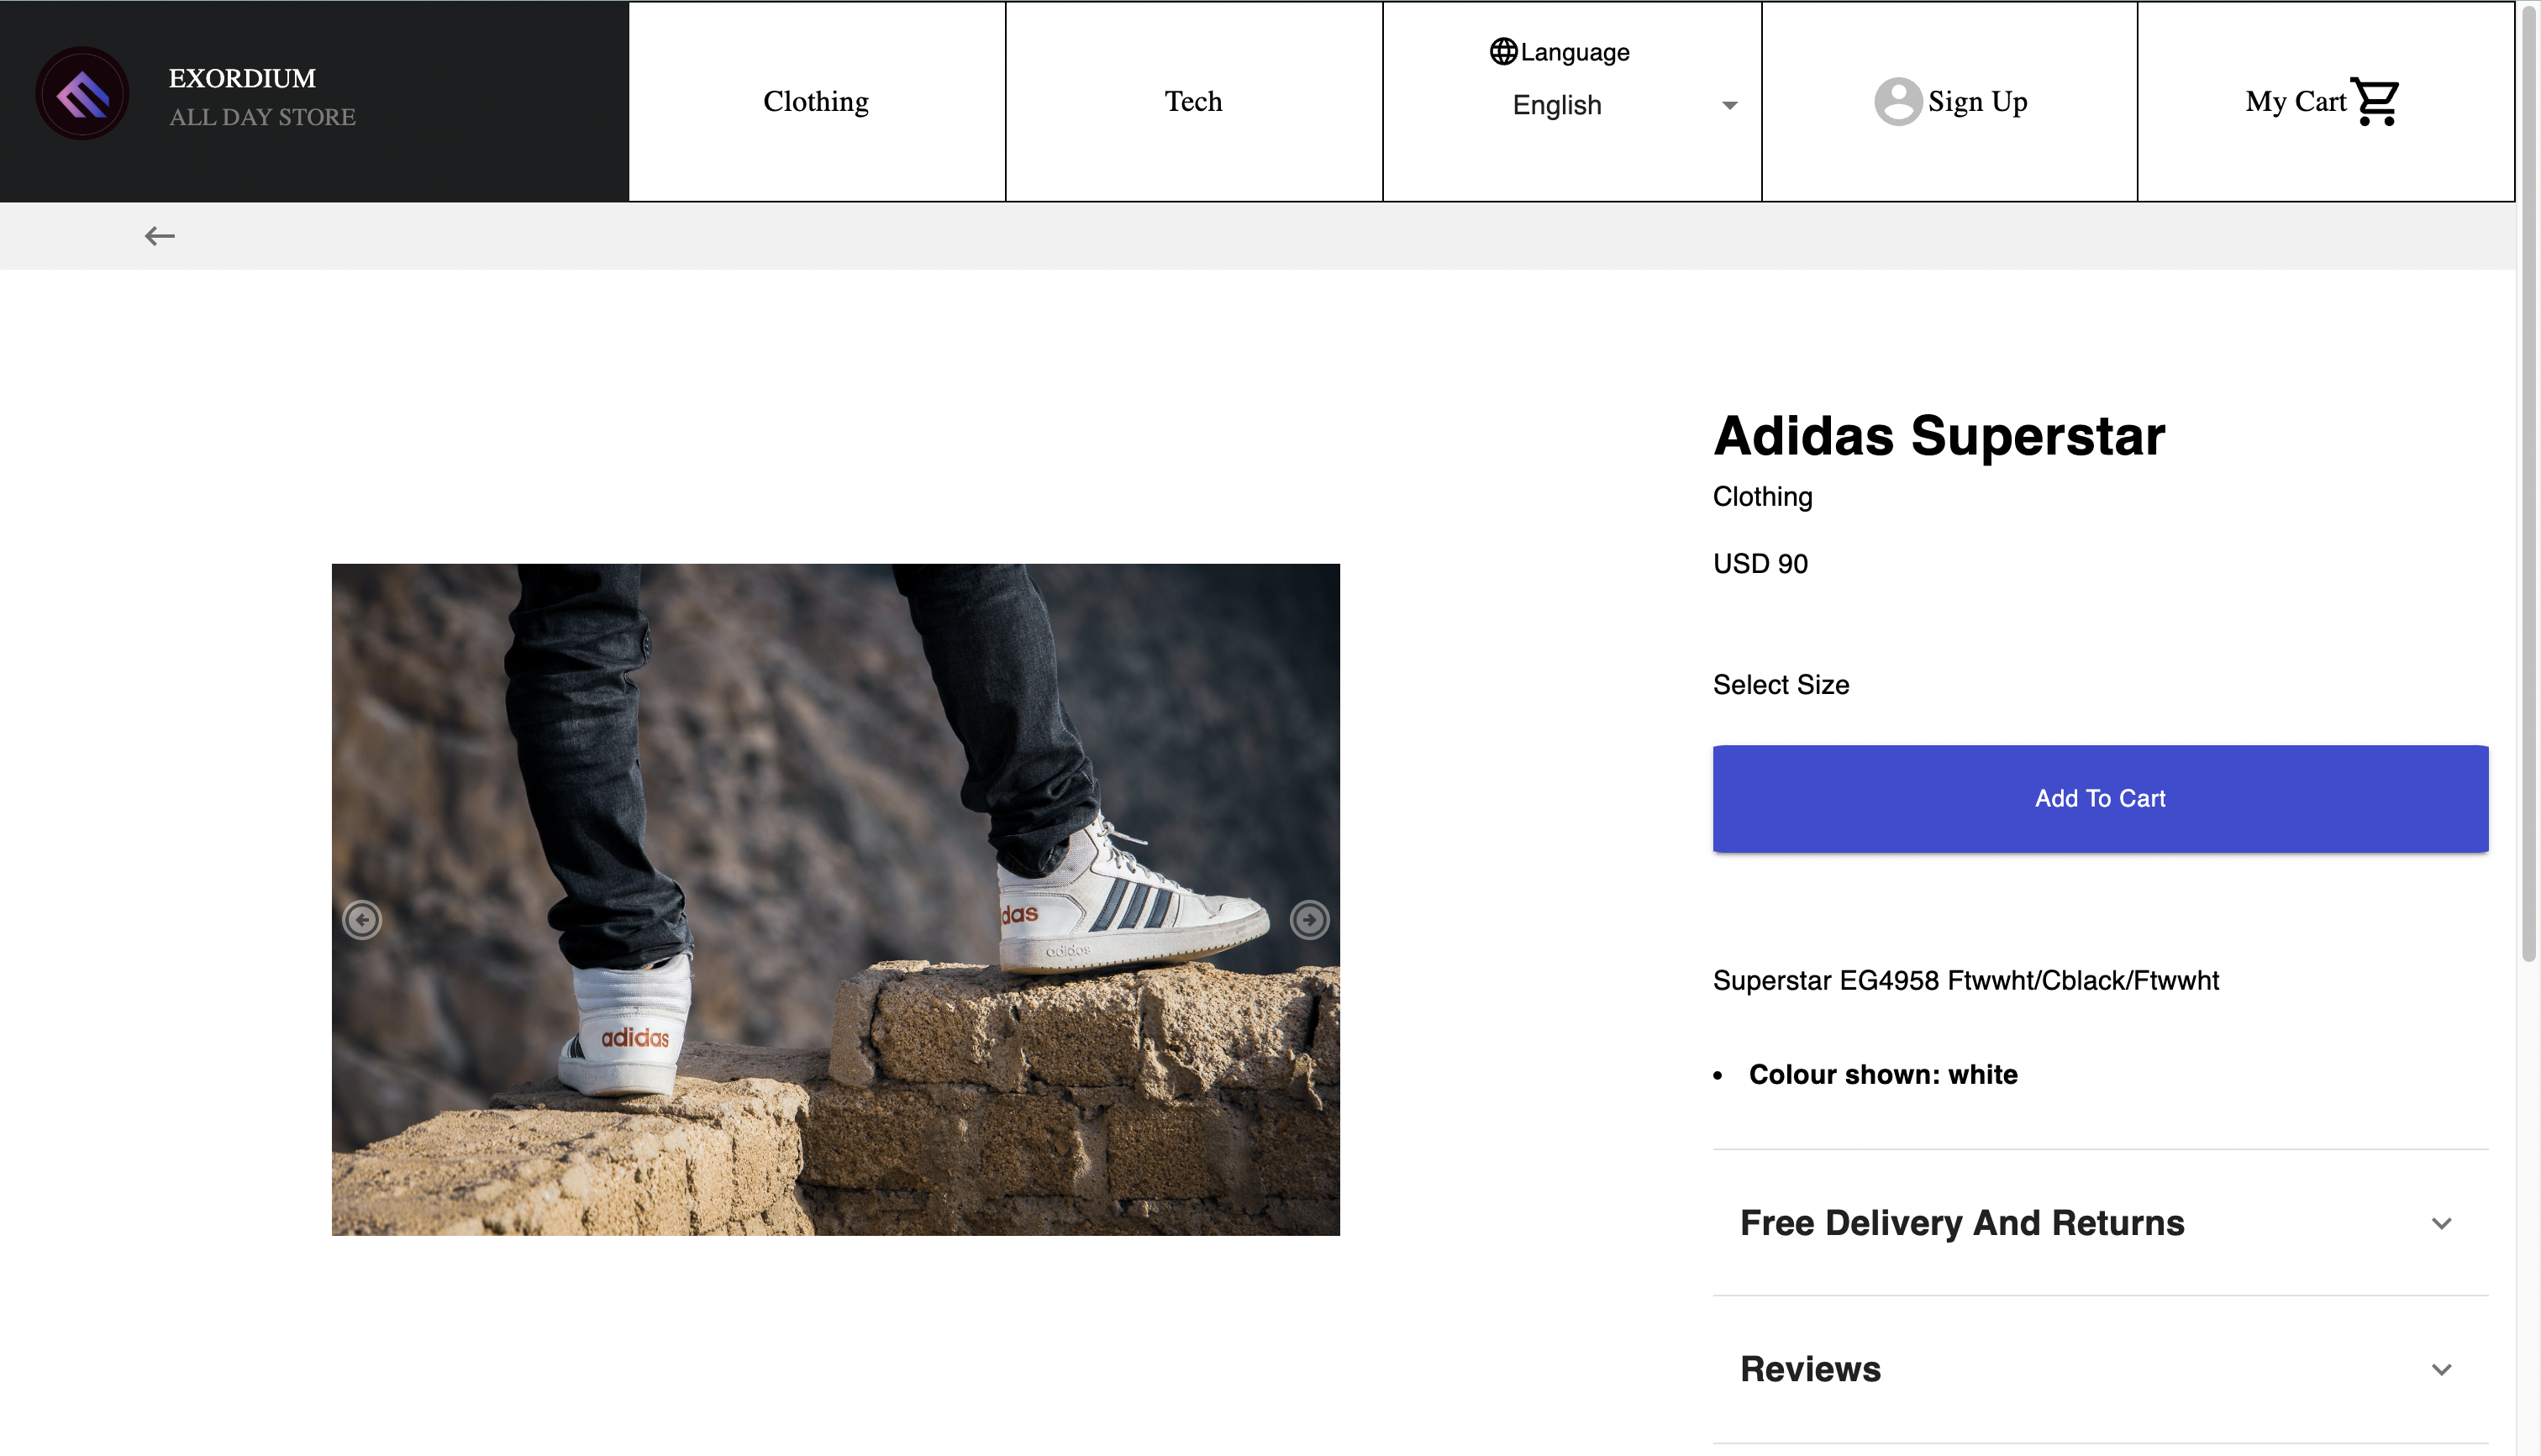 EXORDIUM
ALL DAY STORE
Clothing
Tech
Language
English
Sign Up
My Cart
Adidas Superstar
Clothing
USD 90
Select Size
Add To Cart
das
adidas
adidas
Superstar EG4958 Ftwwht/Cblack/Ftwwht
• Colour shown: white
Free Delivery And Returns
Reviews